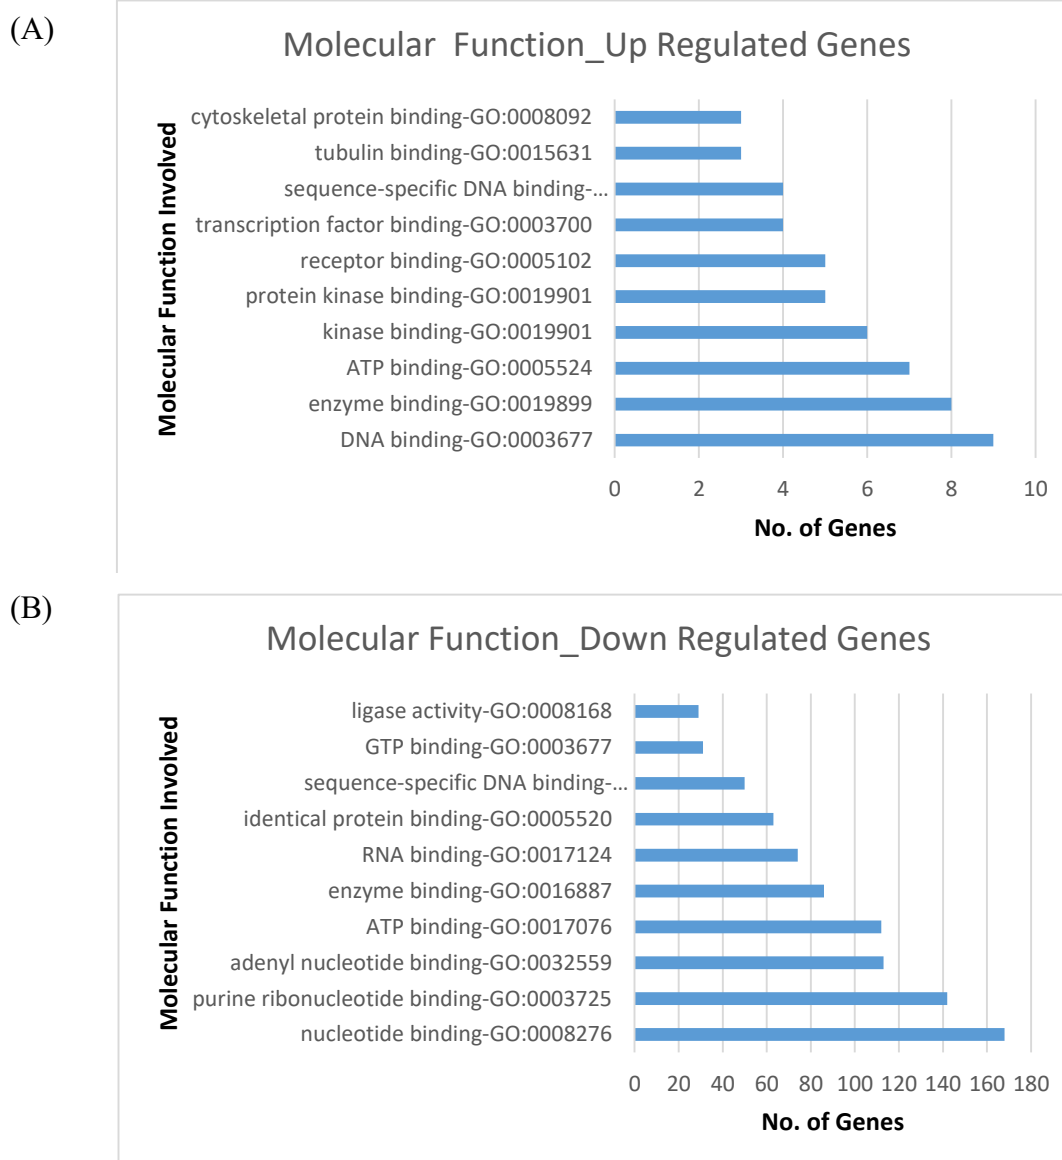 (A)
Molecular Function_Up Regulated Genes
Molecular Function Involved
cytoskeletal protein binding-GO:0008092
tubulin binding-GO:0015631
sequence-specific DNA binding-...
transcription factor binding-GO:0003700
receptor binding-GO:0005102
protein kinase binding-GO:0019901
kinase binding-GO:0019901
ATP binding-GO:0005524
enzyme binding-GO:0019899
DNA binding-GO:0003677
0 2 4 6 8 10
No. of Genes
(B)
Molecular Function_Down Regulated Genes
Molecular Function Involved
ligase activity-GO:0008168
GTP binding-GO:0003677
sequence-specific DNA binding-...
identical protein binding-GO:0005520
RNA binding-GO:0017124
enzyme binding-GO:0016887
ATP binding-GO:0017076
adenyl nucleotide binding-GO:0032559
purine ribonucleotide binding-GO:0003725
nucleotide binding-GO:0008276
0 20 40 60 80 100 120 140 160 180
No. of Genes